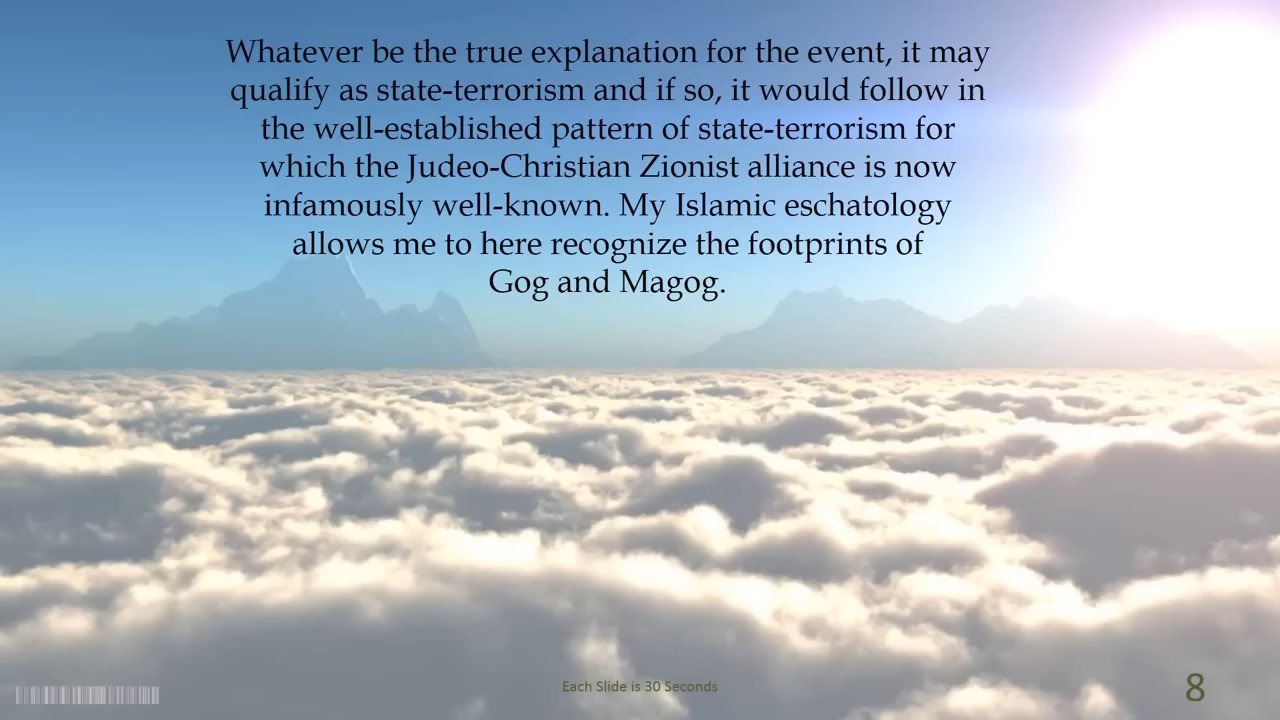 Whatever be the true explanation for the event, it may
qualify as state-terrorism and if so, it would follow in
the well-established pattern of state-terrorism for
which the Judeo-Christian Zionist alliance is now
infamously well-known. My Islamic eschatology
allows me to here recognize the footprints of
Gog and Magog.
Each Slide is 30 Seconds
8